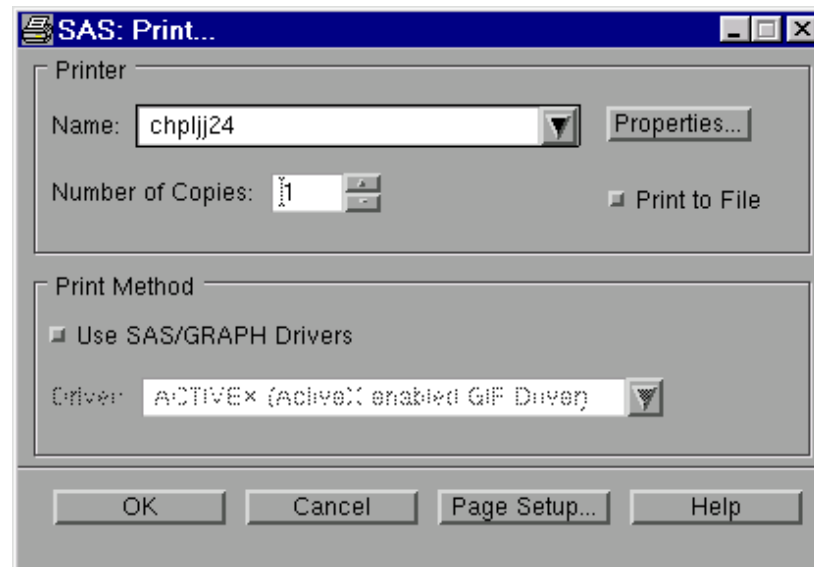 SAS: Print...
Printer
Name: chpljj24 Properties...
Number of Copies: 1 Print to File
Print Method
Use SAS/GRAPH Drivers
Driver: ACTIVEX (ActiveX enabled GIF Driver)
OK Cancel Page Setup... Help